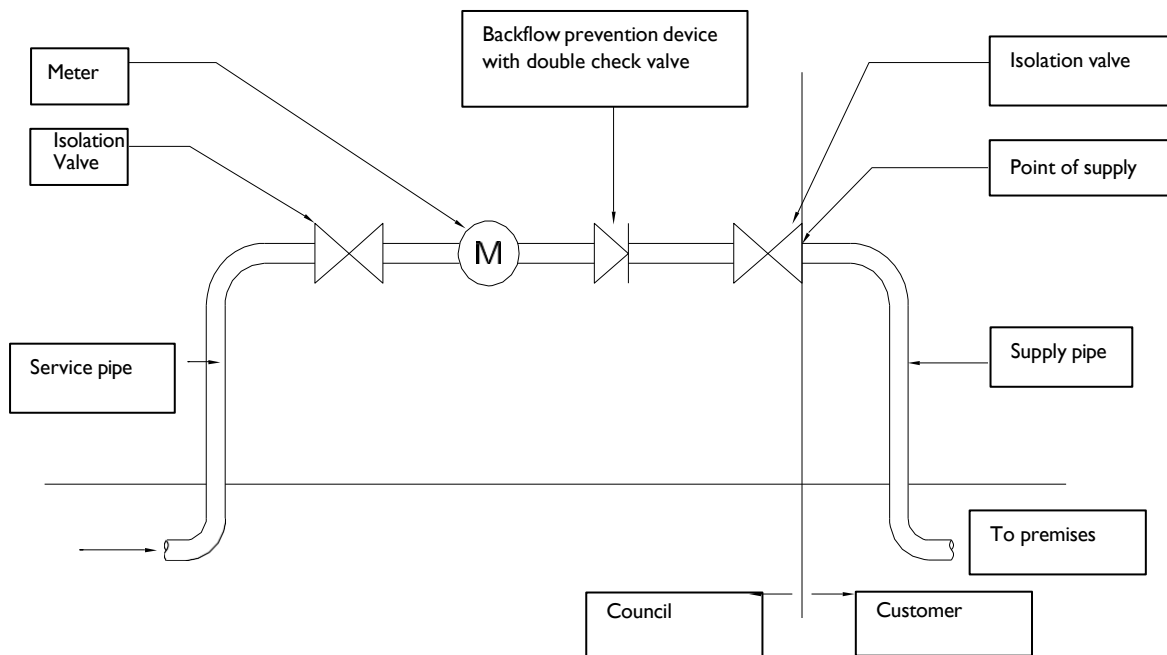 Backflow prevention device
with double check valve
Meter
Isolation valve
Isolation
Valve
Point of supply
M
Service pipe
Supply pipe
To premises
Council
Customer